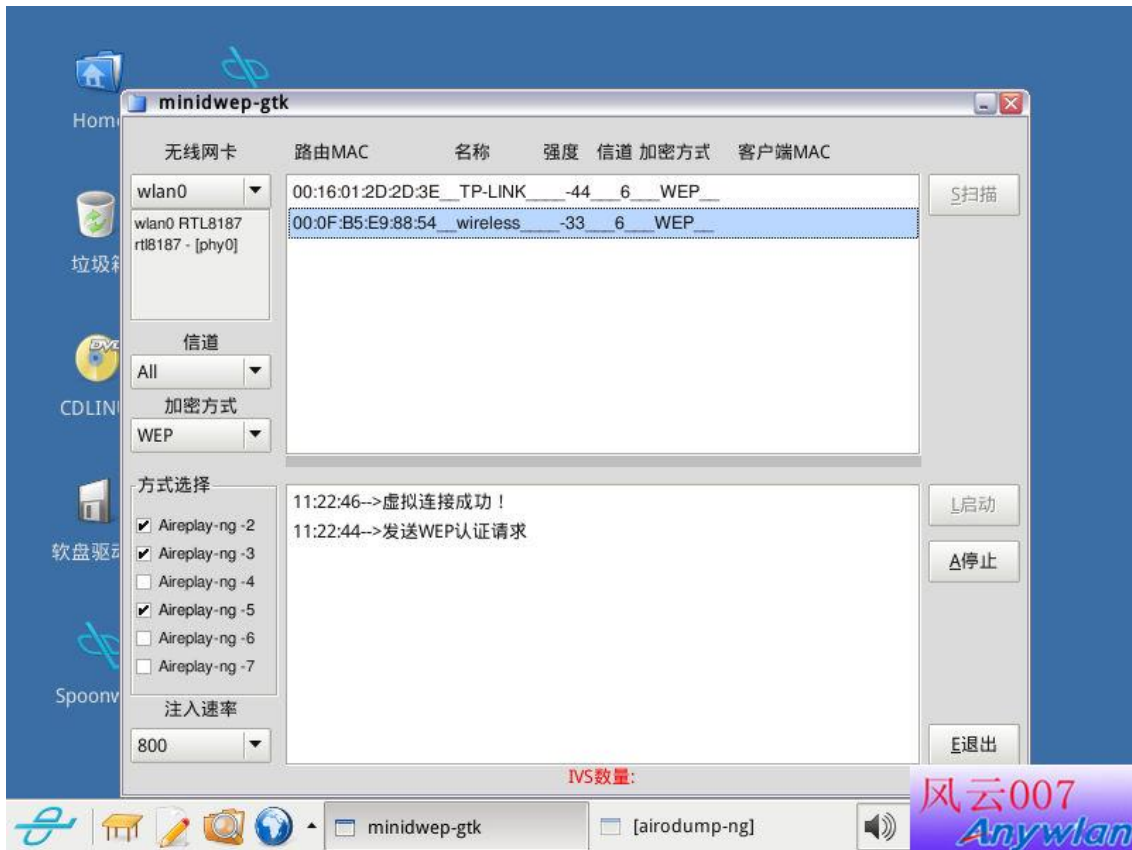 minidwep-gtk
Home
垃圾箱
CDLINU
软盘驱动
Spoonw
无线网卡
路由MAC 名称 强度 信道 加密方式 客户端MAC
wlan0
wlan0 RTL8187
rtl8187 - [phy0]
信道
All
加密方式
WEP
00:16:01:2D:2D:3E__TP-LINK____-44___6___WEP__
00:0F:B5:E9:88:54__wireless____-33___6___WEP__
S扫描
方式选择
Aireplay-ng -2
Aireplay-ng -3
Aireplay-ng -4
Aireplay-ng -5
Aireplay-ng -6
Aireplay-ng -7
注入速率
800
11:22:46-->虚拟连接成功！
11:22:44-->发送WEP认证请求
L启动
A停止
E退出
IVS数量:
minidwep-gtk
[airodump-ng]
风云007
Anywlan